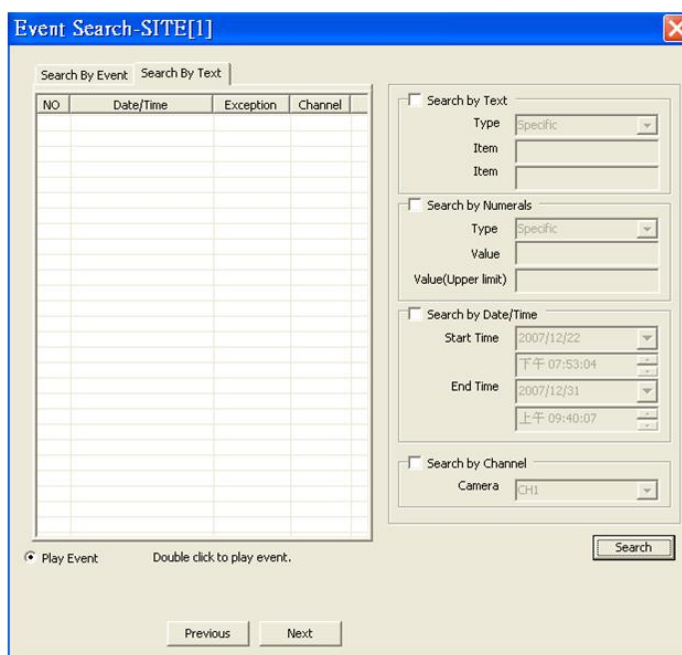 Event Search-SITE[1]
Search By Event
Search By Text
NO Date/Time Exception Channel
Search by Text
Type Specific
Item
Item
Search by Numerals
Type Specific
Value
Value(Upper limit)
Search by Date/Time
Start Time 2007/12/22
下午 07:53:04
End Time 2007/12/31
上午 09:40:07
Search by Channel
Camera CH1
Search
Play Event Double click to play event.
Previous Next